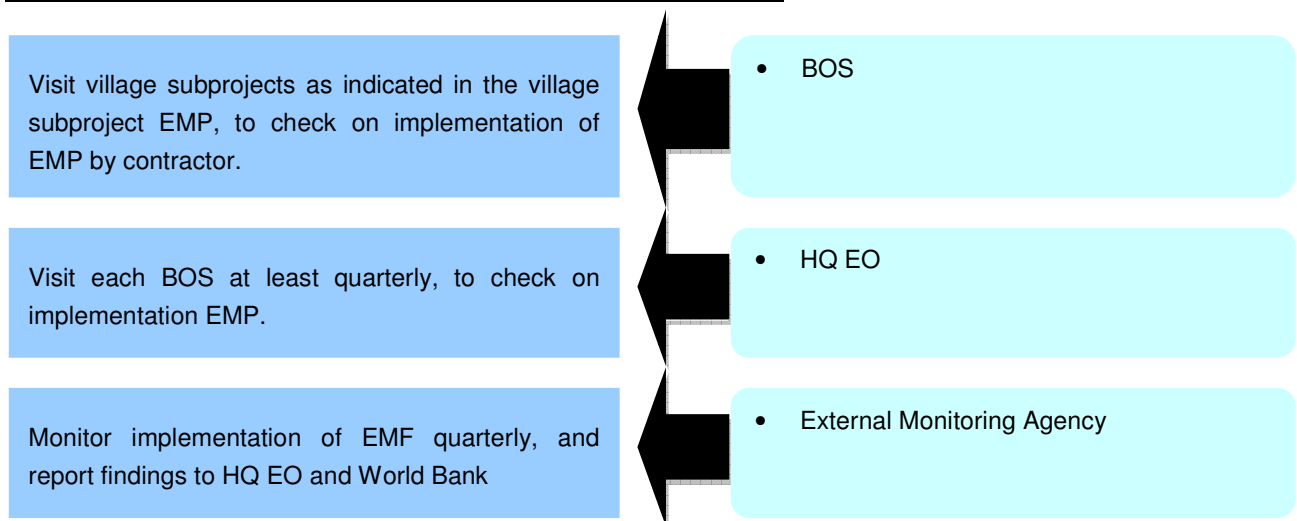 Visit village subprojects as indicated in the village
subproject EMP, to check on implementation of
EMP by contractor.
• BOS
Visit each BOS at least quarterly, to check on
implementation EMP.
• HQ EO
Monitor implementation of EMF quarterly, and
report findings to HQ EO and World Bank
• External Monitoring Agency